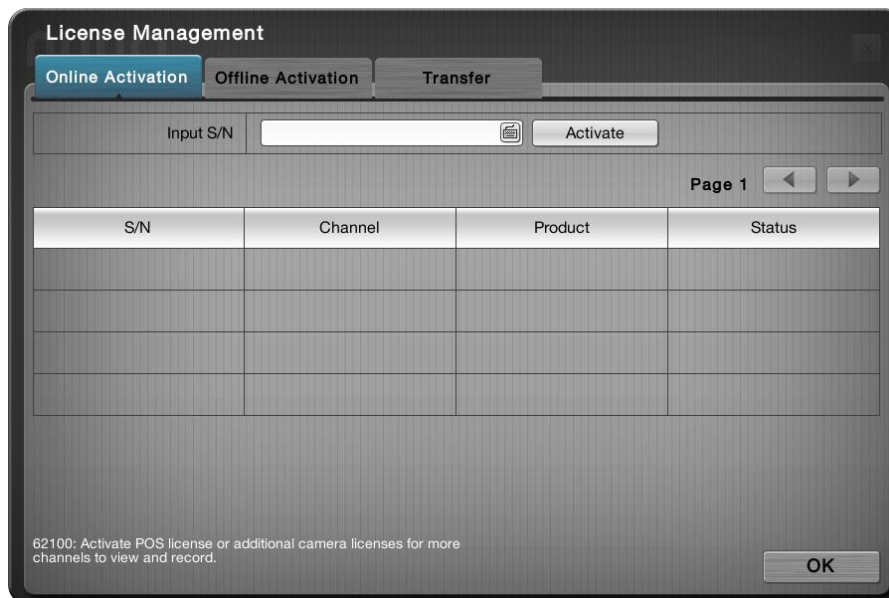 License Management
Online Activation
Offline Activation
Transfer
Input S/N
Activate
Page 1
S/N
Channel
Product
Status
62100: Activate POS license or additional camera licenses for more
channels to view and record.
OK